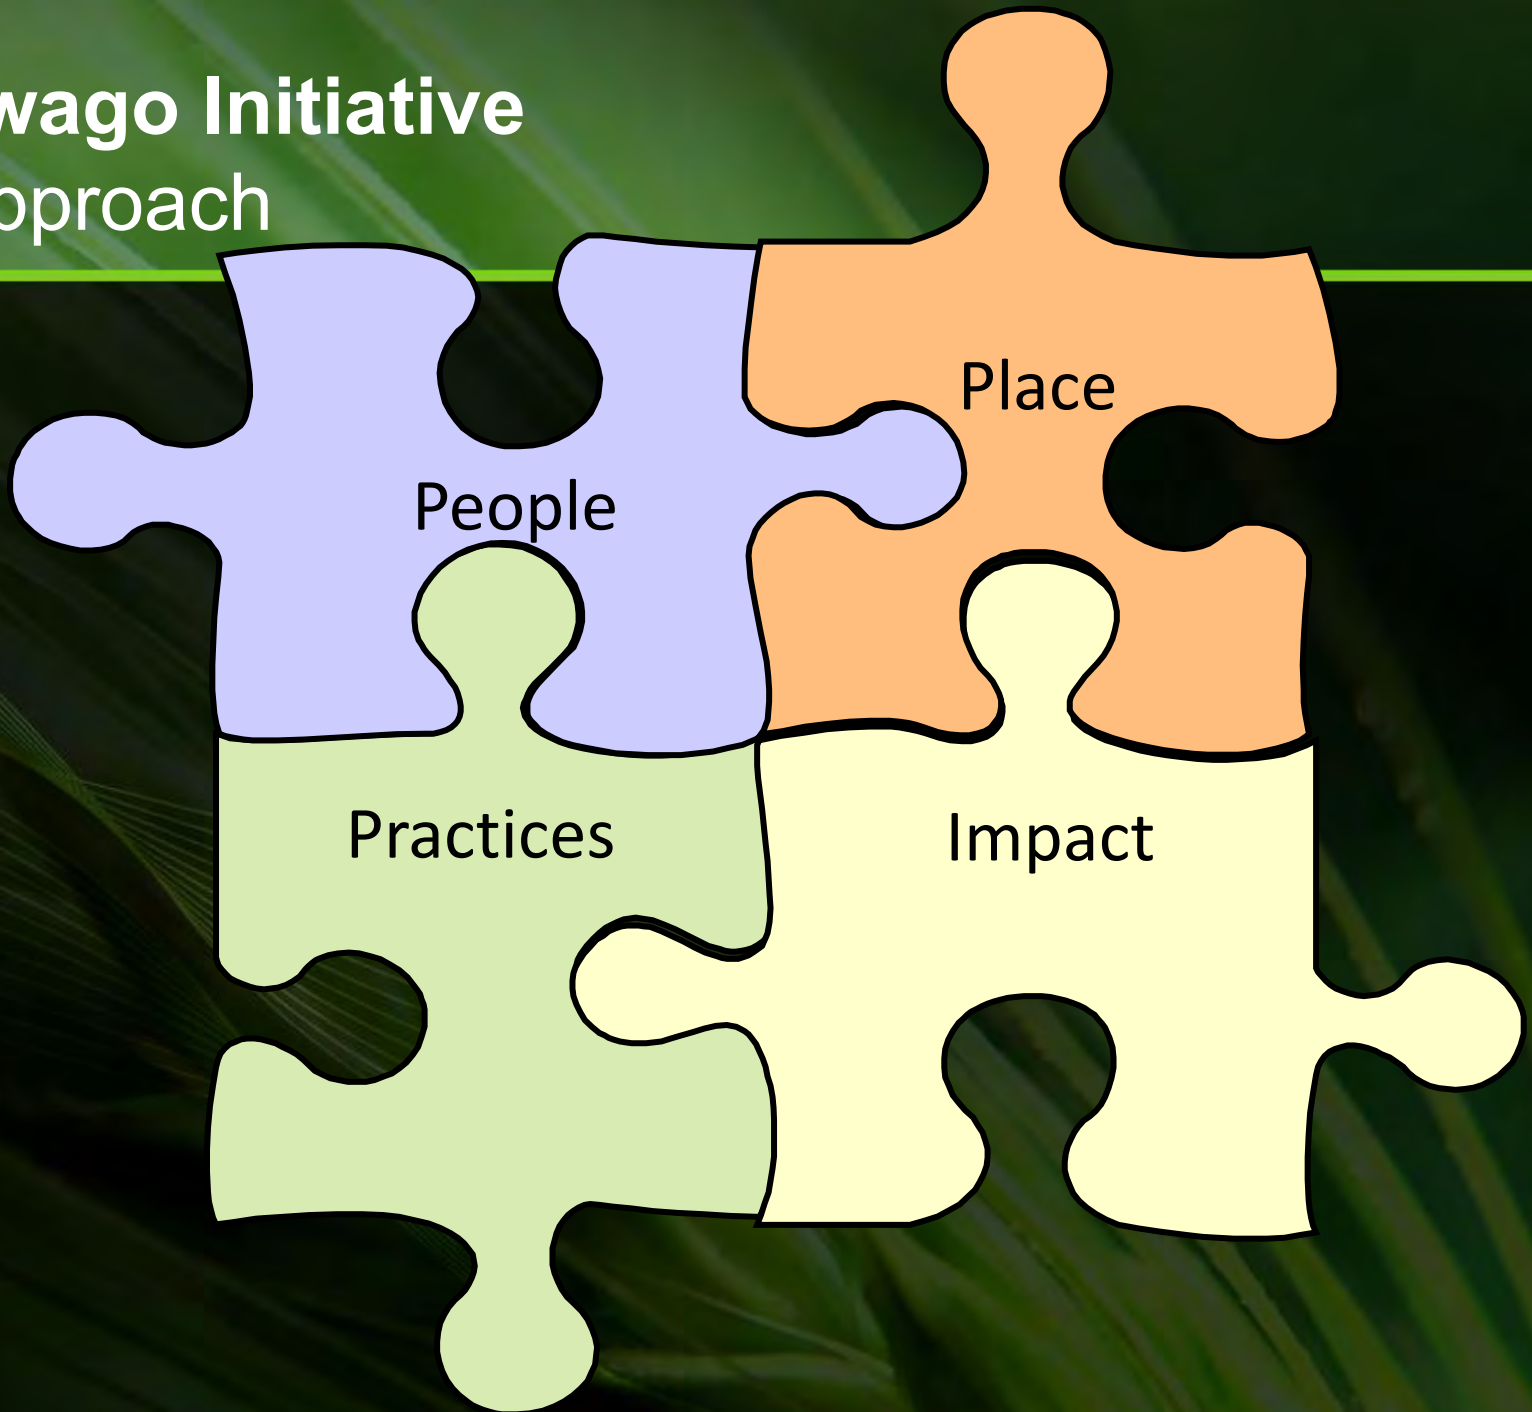 wago Initiative
pproach
Place
People
Practices
Impact